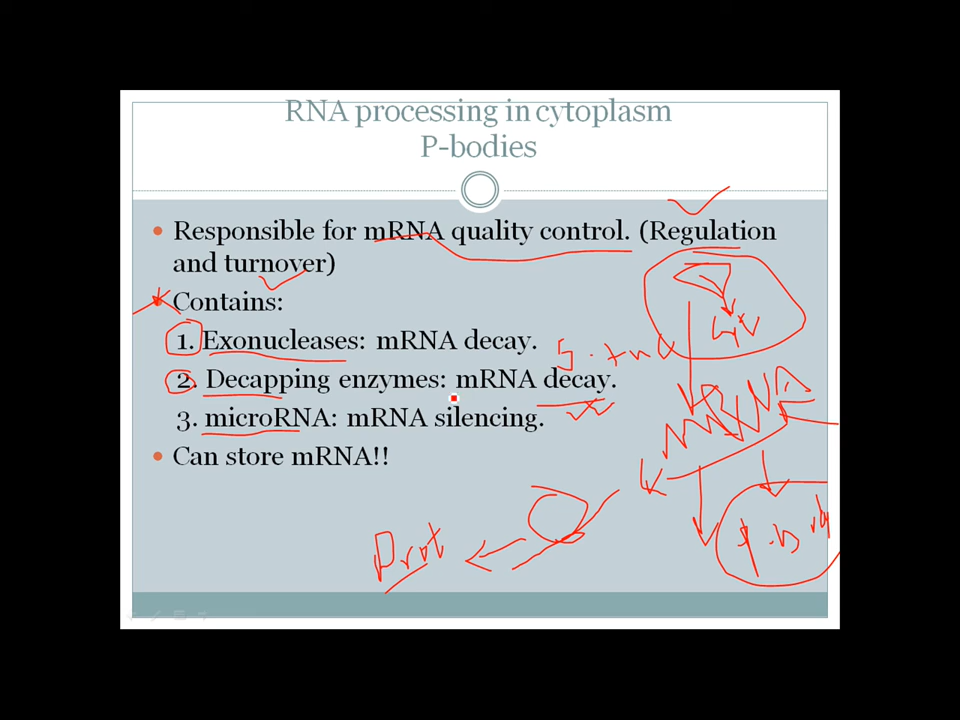 RNA processing in cytoplasm
P-bodies
• Responsible for mRNA quality control. (Regulation
and turnover)
• Contains:
1. Exonucleases: mRNA decay.
2. Decapping enzymes: mRNA decay.
3. microRNA: mRNA silencing.
• Can store mRNA!!
mRNA
Prot